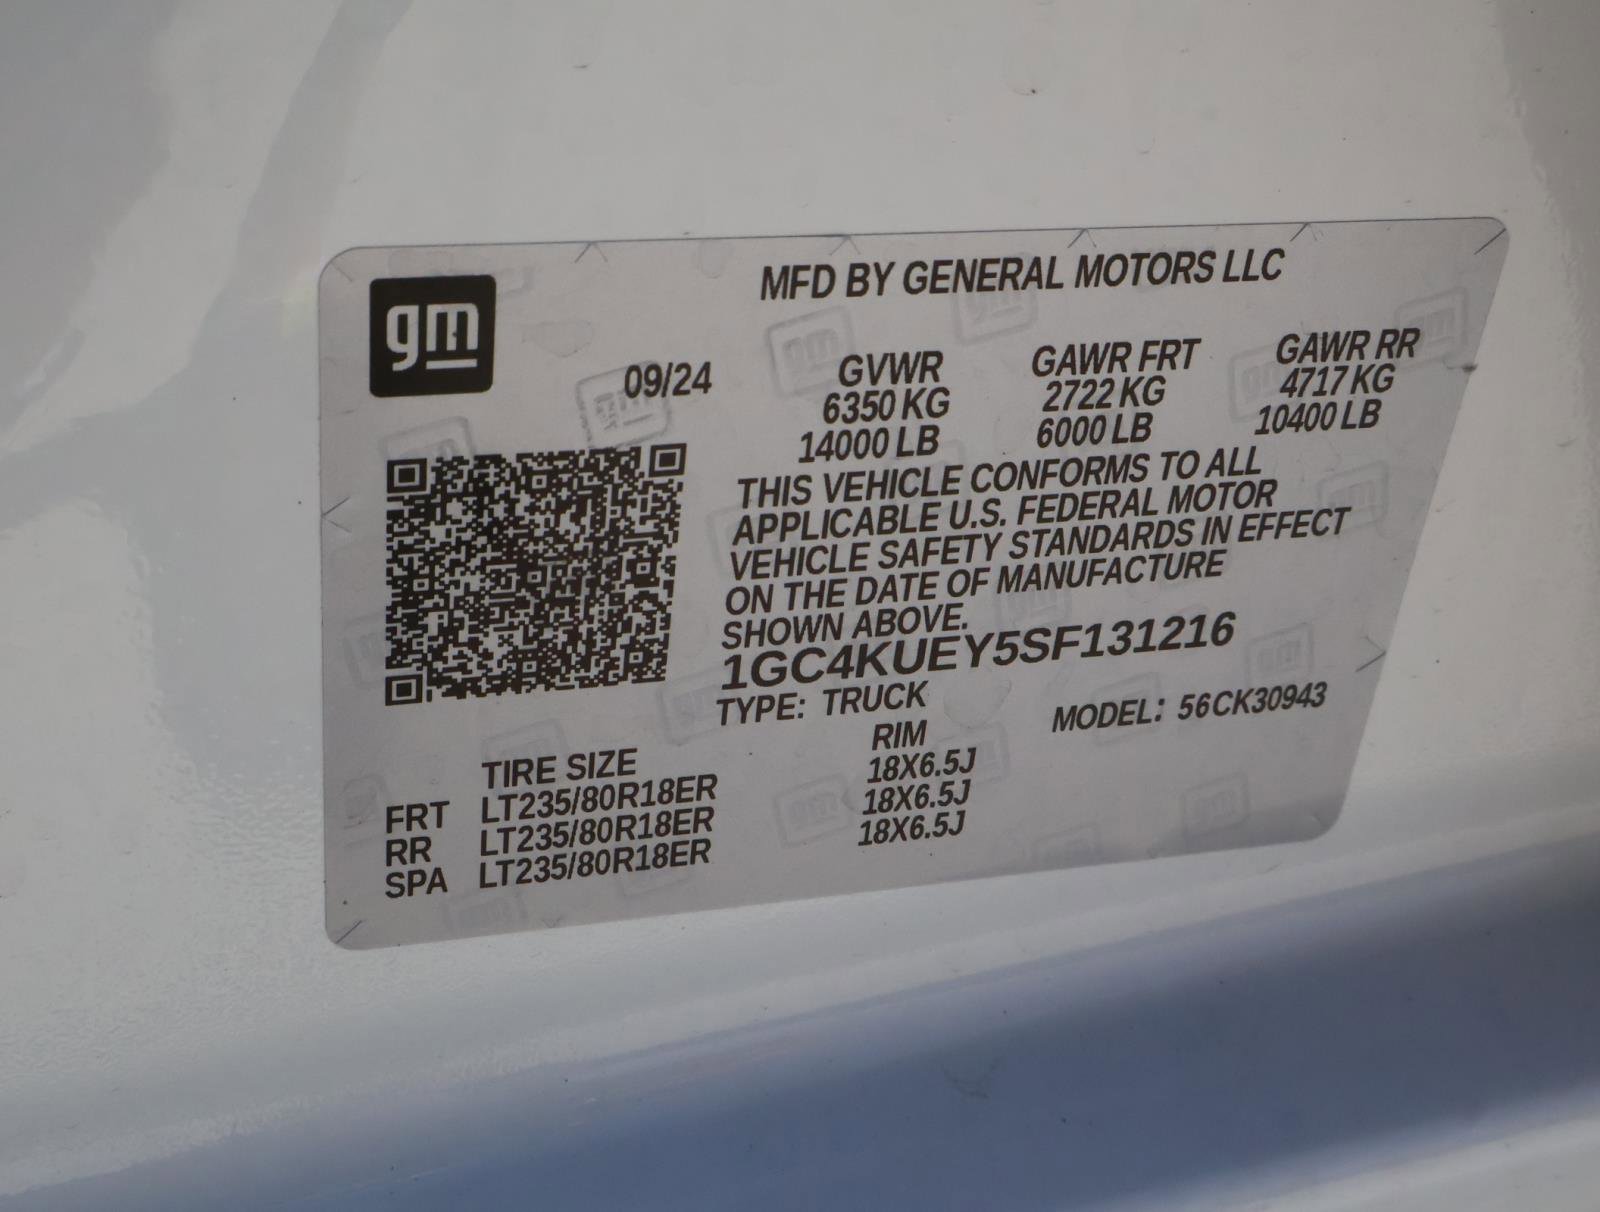 gm
MFD BY GENERAL MOTORS LLC
09/24 GVWR GAWR FRT GAWR RR
6350 KG 2722 KG 4717 KG
14000 LB 6000 LB 10400 LB
THIS VEHICLE CONFORMS TO ALL
APPLICABLE U.S. FEDERAL MOTOR
VEHICLE SAFETY STANDARDS IN EFFECT
ON THE DATE OF MANUFACTURE
SHOWN ABOVE.
1GC4KUEY5SF131216
TYPE: TRUCK MODEL: 56CK30943
TIRE SIZE RIM
FRT LT235/80R18ER 18X6.5J
RR LT235/80R18ER 18X6.5J
SPA LT235/80R18ER 18X6.5J